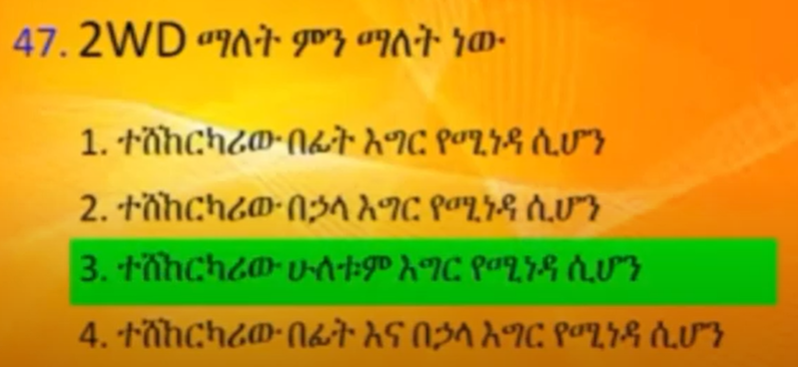 47. 2WD ማለት ምን ማለት ነው
1. ተሽከርካሪው በፊት እግር የሚነዳ ሲሆን
2. ተሽከርካሪው በኃላ እግር የሚነዳ ሲሆን
3. ተሽከርካሪው ሁለቱም እግር የሚነዳ ሲሆን
4. ተሽከርካሪው በፊት እና በኃላ እግር የሚነዳ ሲሆን